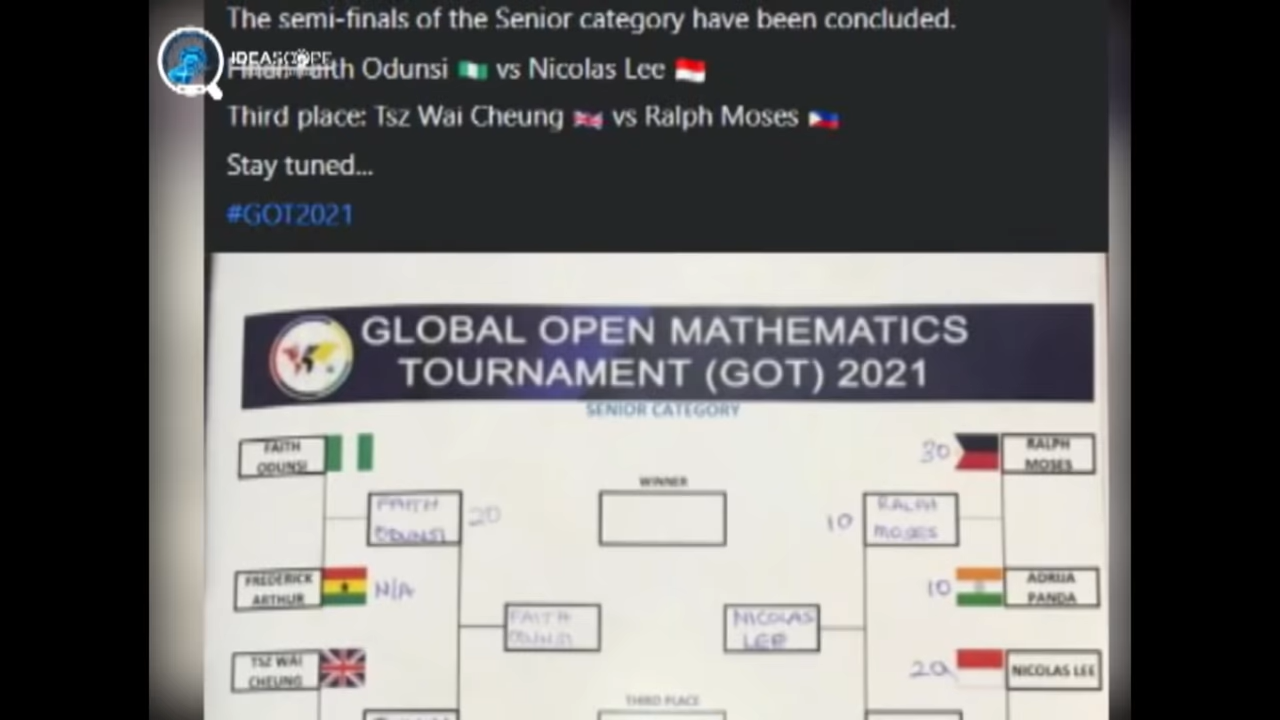 The semi-finals of the Senior category have been concluded.
IDEASCOPE
Faith Odunsi vs Nicolas Lee
Third place: Tsz Wai Cheung vs Ralph Moses
Stay tuned...
#GOT2021
GLOBAL OPEN MATHEMATICS
TOURNAMENT (GOT) 2021
SENIOR CATEGORY
FAITH
ODUNSI
30
RALPH
MOSES
WINNER
FAITH
ODUNSI
20
10
RALPH
MOSES
FREDERICK
ARTHUR
N/A
10
ADRIJA
PANDA
FAITH
ODUNSI
NICOLAS
LEE
TSZ WAI
CHEUNG
20
NICOLAS LEE
THIRD PLACE